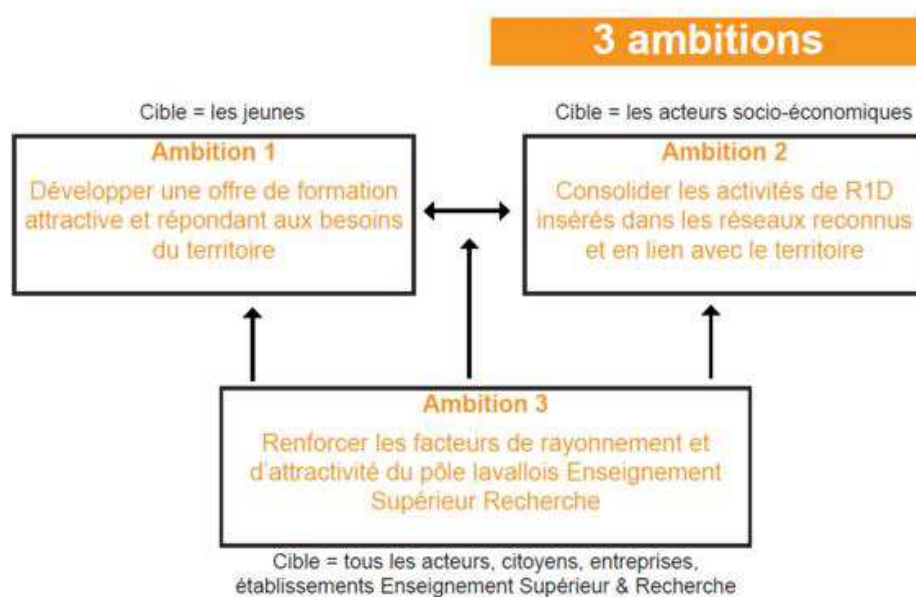 3 ambitions
Cible = les jeunes
Ambition 1
Développer une offre de formation
attractive et répondant aux besoins
du territoire
Cible = les acteurs socio-économiques
Ambition 2
Consolider les activités de R1D
insérés dans les réseaux reconnus
et en lien avec le territoire
Ambition 3
Renforcer les facteurs de rayonnement et
d'attractivité du pôle lavallois Enseignement
Supérieur Recherche
Cible = tous les acteurs, citoyens, entreprises,
établissements Enseignement Supérieur & Recherche